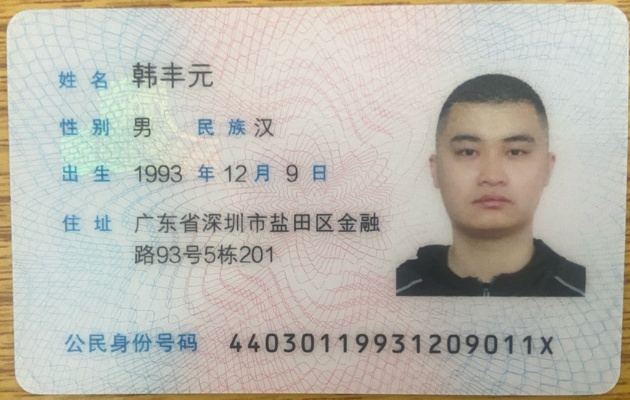 姓名 韩丰元
性别 男 民族 汉
出生 1993 年 12 月 9 日
住址 广东省深圳市盐田区金融
路93号5栋201
公民身份号码 44030119931209011X